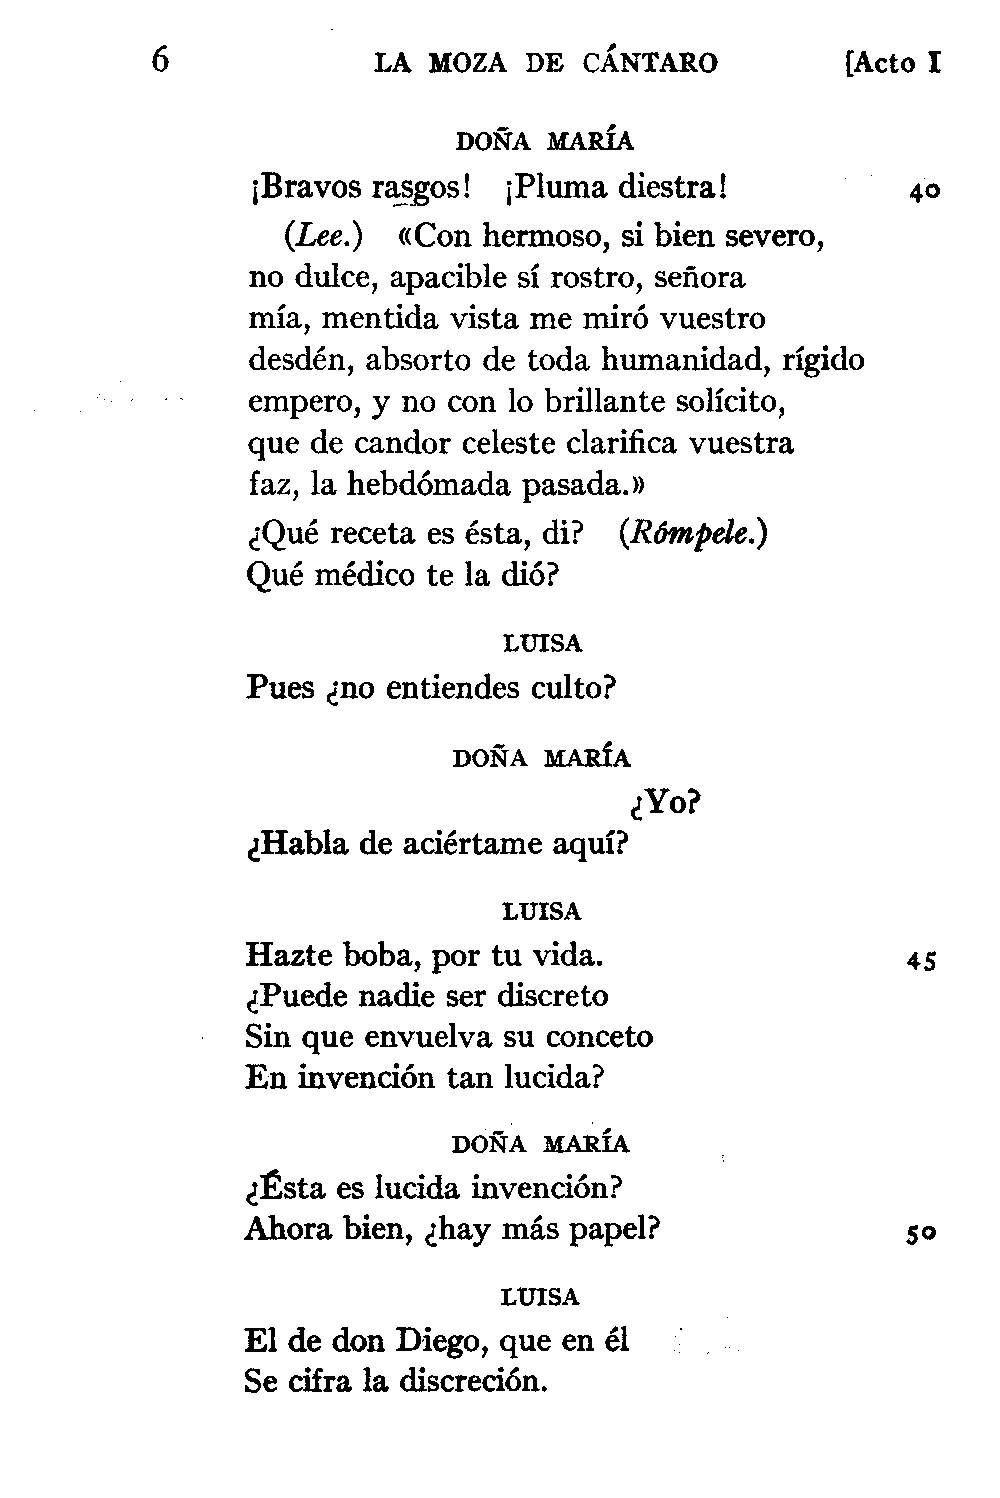 6 LA MOZA DE CÁNTARO [Acto I
DOÑA MARÍA
¡Bravos rasgos! ¡Pluma diestra! 40
(Lee.) «Con hermoso, si bien severo,
no dulce, apacible sí rostro, señora
mía, mentida vista me miró vuestro
desdén, absorto de toda humanidad, rígido
empero, y no con lo brillante solícito,
que de candor celeste clarifica vuestra
faz, la hebdómada pasada.»
¿Qué receta es ésta, di? (Rómpele.)
Qué médico te la dió?
LUISA
Pues ¿no entiendes culto?
DOÑA MARÍA
¿Yo?
¿Habla de aciértame aquí?
LUISA
Hazte boba, por tu vida. 45
¿Puede nadie ser discreto
Sin que envuelva su conceto
En invención tan lucida?
DOÑA MARÍA
¿Ésta es lucida invención?
Ahora bien, ¿hay más papel? 50
LUISA
El de don Diego, que en él
Se cifra la discreción.